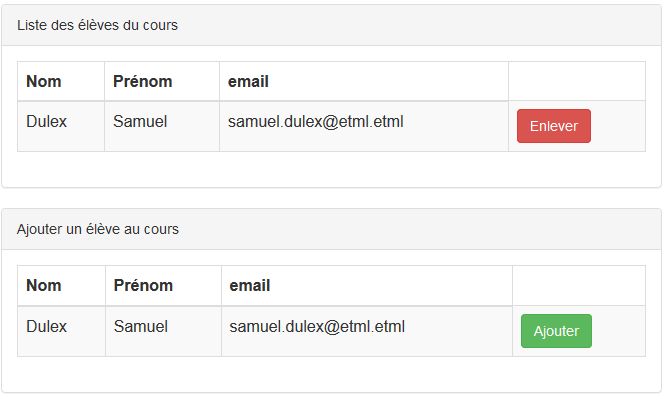 Liste des élèves du cours
Nom Prénom email
Dulex Samuel samuel.dulex@etml.etml Enlever
Ajouter un élève au cours
Nom Prénom email
Dulex Samuel samuel.dulex@etml.etml Ajouter